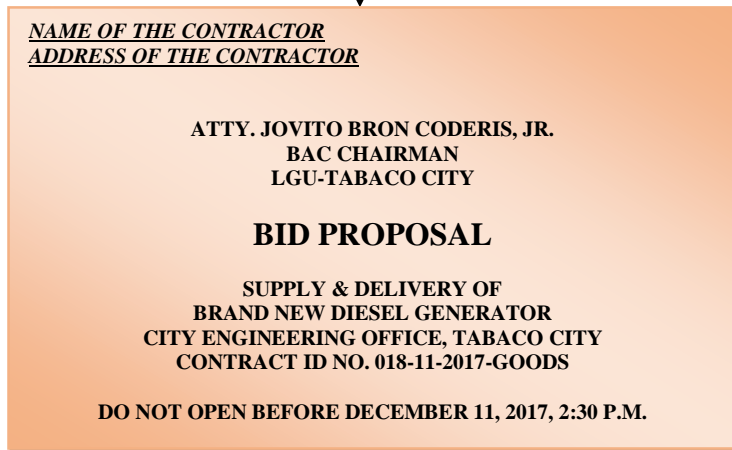 NAME OF THE CONTRACTOR
ADDRESS OF THE CONTRACTOR
ATTY. JOVITO BRON CODERIS, JR.
BAC CHAIRMAN
LGU-TABACO CITY
BID PROPOSAL
SUPPLY & DELIVERY OF
BRAND NEW DIESEL GENERATOR
CITY ENGINEERING OFFICE, TABACO CITY
CONTRACT ID NO. 018-11-2017-GOODS
DO NOT OPEN BEFORE DECEMBER 11, 2017, 2:30 P.M.